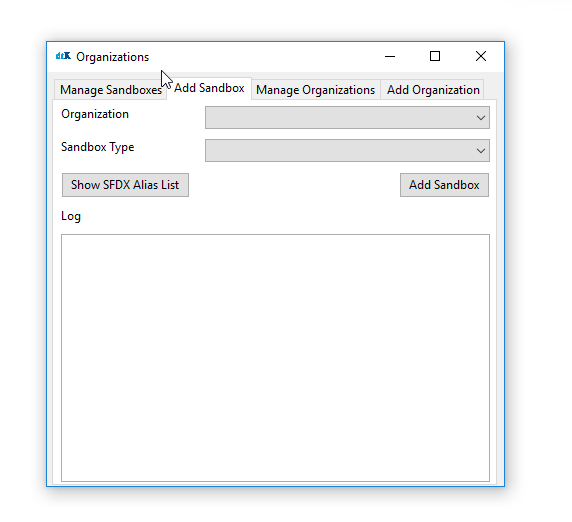 dtX Organizations
Manage Sandboxes Add Sandbox Manage Organizations Add Organization
Organization
Sandbox Type
Show SFDX Alias List Add Sandbox
Log